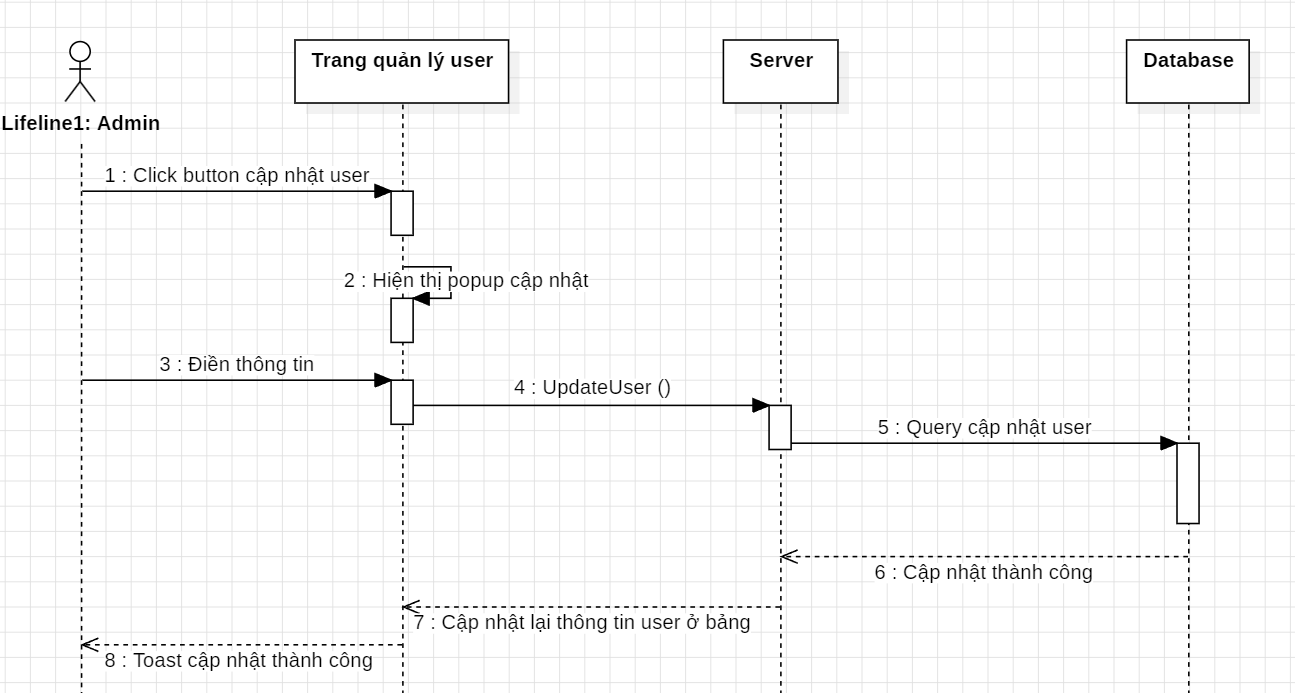 Trang quản lý user
Server
Database
Lifeline1: Admin
1 : Click button cập nhật user
2 : Hiện thị popup cập nhật
3 : Điền thông tin
4 : UpdateUser ()
5 : Query cập nhật user
6 : Cập nhật thành công
7 : Cập nhật lại thông tin user ở bảng
8 : Toast cập nhật thành công